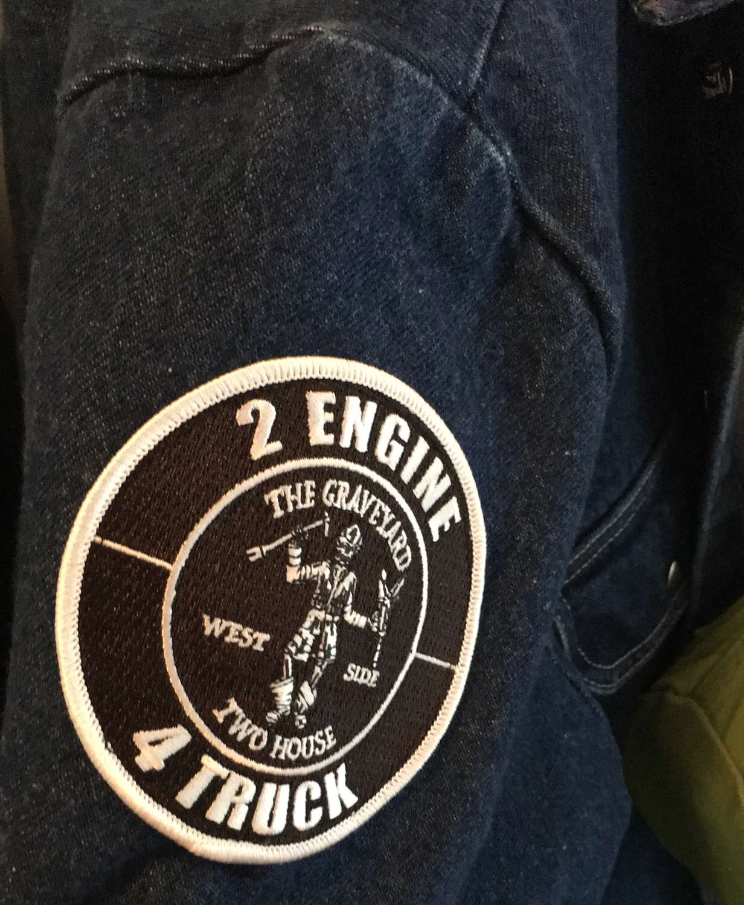 2 ENGINE
THE GRAVEYARD
WEST
SIDE
TWO HOUSE
4 TRUCK